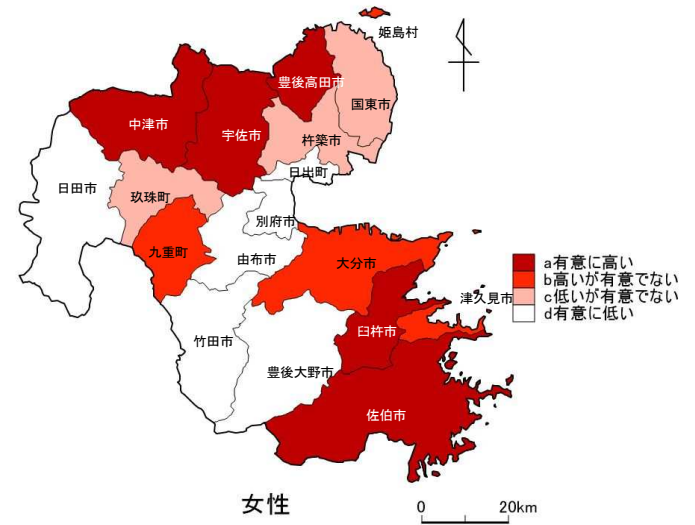 姫島村
豊後高田市
国東市
中津市
宇佐市
杵築市
日出町
日田市
玖珠町
別府市
九重町
由布市
大分市
a有意に高い
b高いが有意でない
c低いが有意でない
d有意に低い
津久見市
臼杵市
竹田市
豊後大野市
佐伯市
女性
0 20km